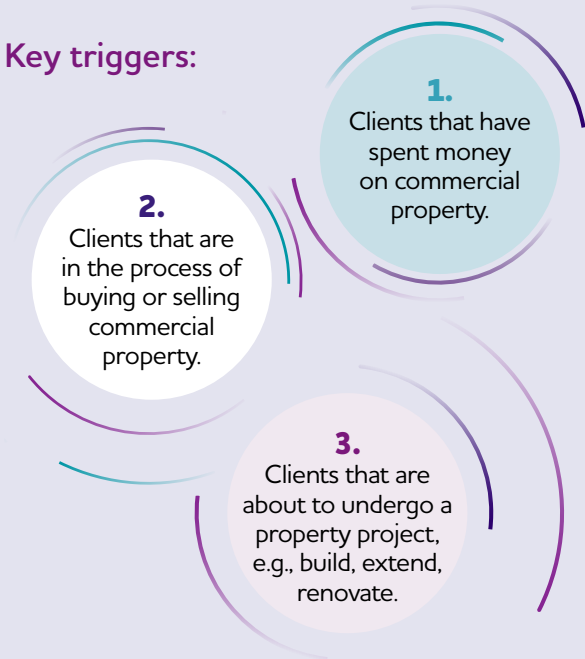 Key triggers:
1.
Clients that have
spent money
on commercial
property.
2.
Clients that are
in the process of
buying or selling
commercial
property.
3.
Clients that are
about to undergo a
property project,
e.g., build, extend,
renovate.